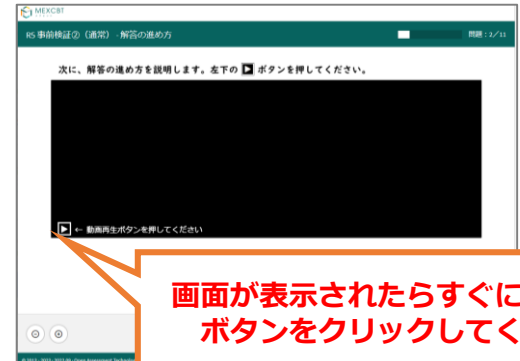 MEXCBT
R5 事前検証②（通常）- 解答の進め方
問題：2/11
次に、解答の進め方を説明します。左下の ▶ ボタンを押してください。
▶ ← 動画再生ボタンを押してください
画面が表示されたらすぐに
ボタンをクリックしてく